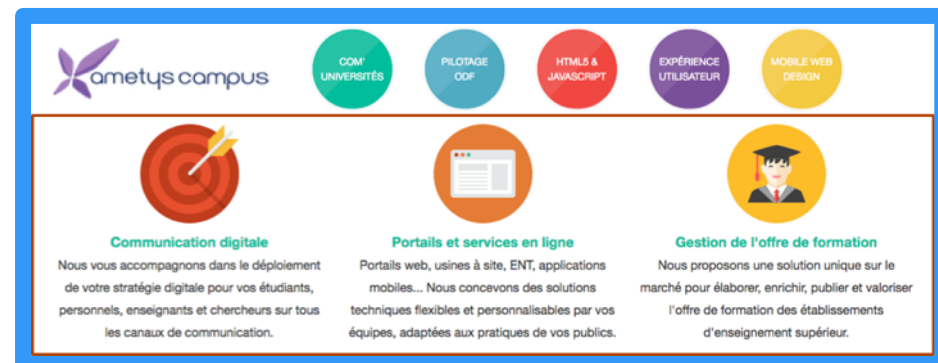 ametys campus
COM'
UNIVERSITÉS
PILOTAGE
ODF
HTML5 &
JAVASCRIPT
EXPÉRIENCE
UTILISATEUR
MOBILE WEB
DESIGN
Communication digitale
Nous vous accompagnons dans le déploiement
de votre stratégie digitale pour vos étudiants,
personnels, enseignants et chercheurs sur tous
les canaux de communication.
Portails et services en ligne
Portails web, usines à site, ENT, applications
mobiles... Nous concevons des solutions
techniques flexibles et personnalisables par vos
équipes, adaptées aux pratiques de vos publics.
Gestion de l'offre de formation
Nous proposons une solution unique sur le
marché pour élaborer, enrichir, publier et valoriser
l'offre de formation des établissements
d'enseignement supérieur.